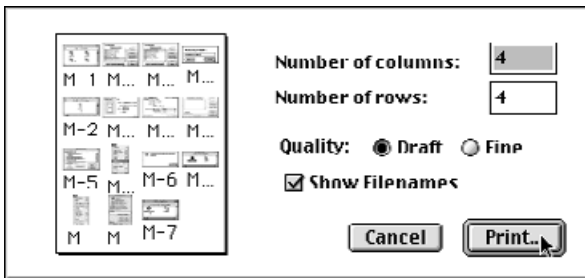 M 1 M... M... M...
M-2 M... M... M...
M-5 M... M-6 M...
M M M-7
Number of columns: 4
Number of rows: 4
Quality: Draft Fine
Show Filenames
Cancel Print...